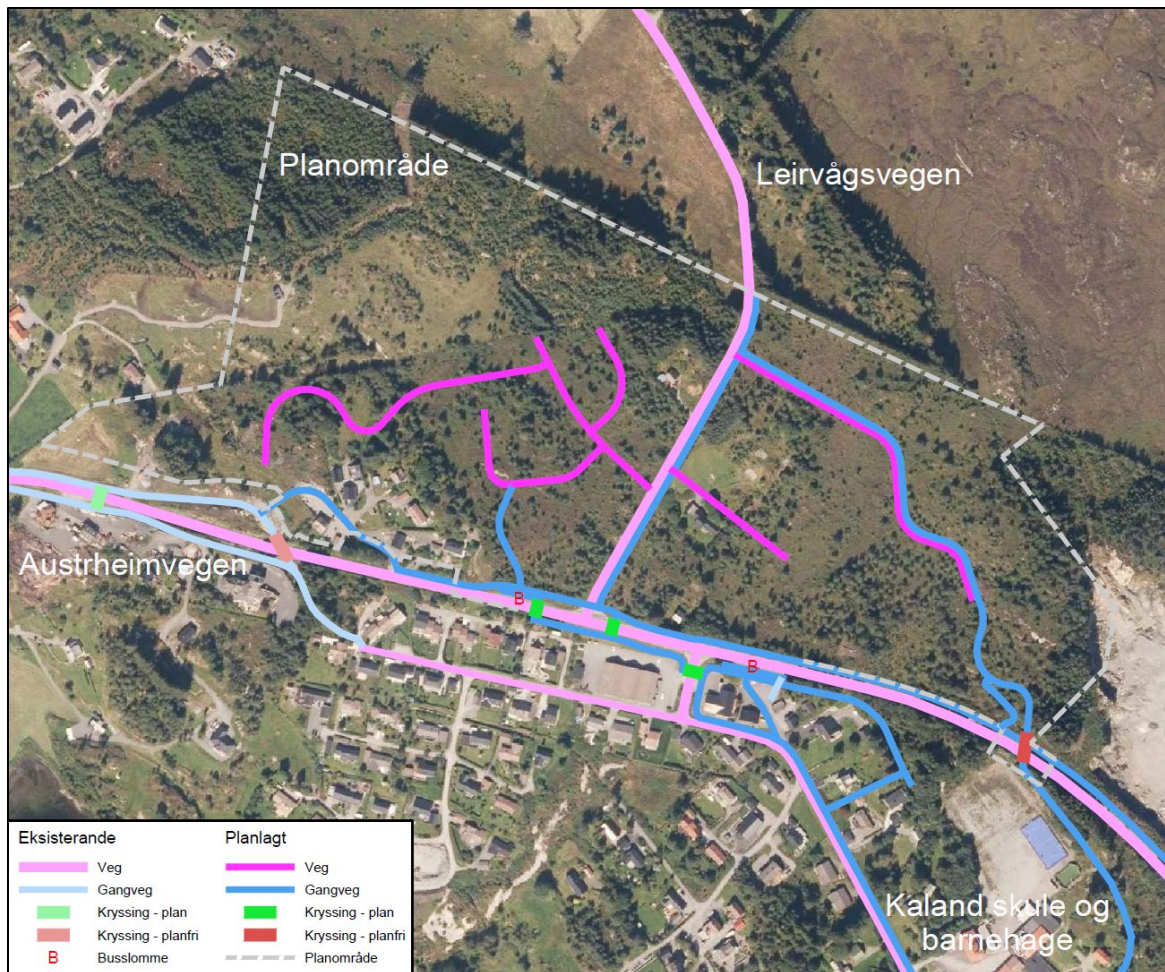 Planområde
Leirvågsvegen
Austrheimvegen
B
B
Kaland skule og
barnehage
Eksisterande
Veg
Gangveg
Kryssing - plan
Kryssing - planfri
B Busslomme
Planlagt
Veg
Gangveg
Kryssing - plan
Kryssing - planfri
Planområde